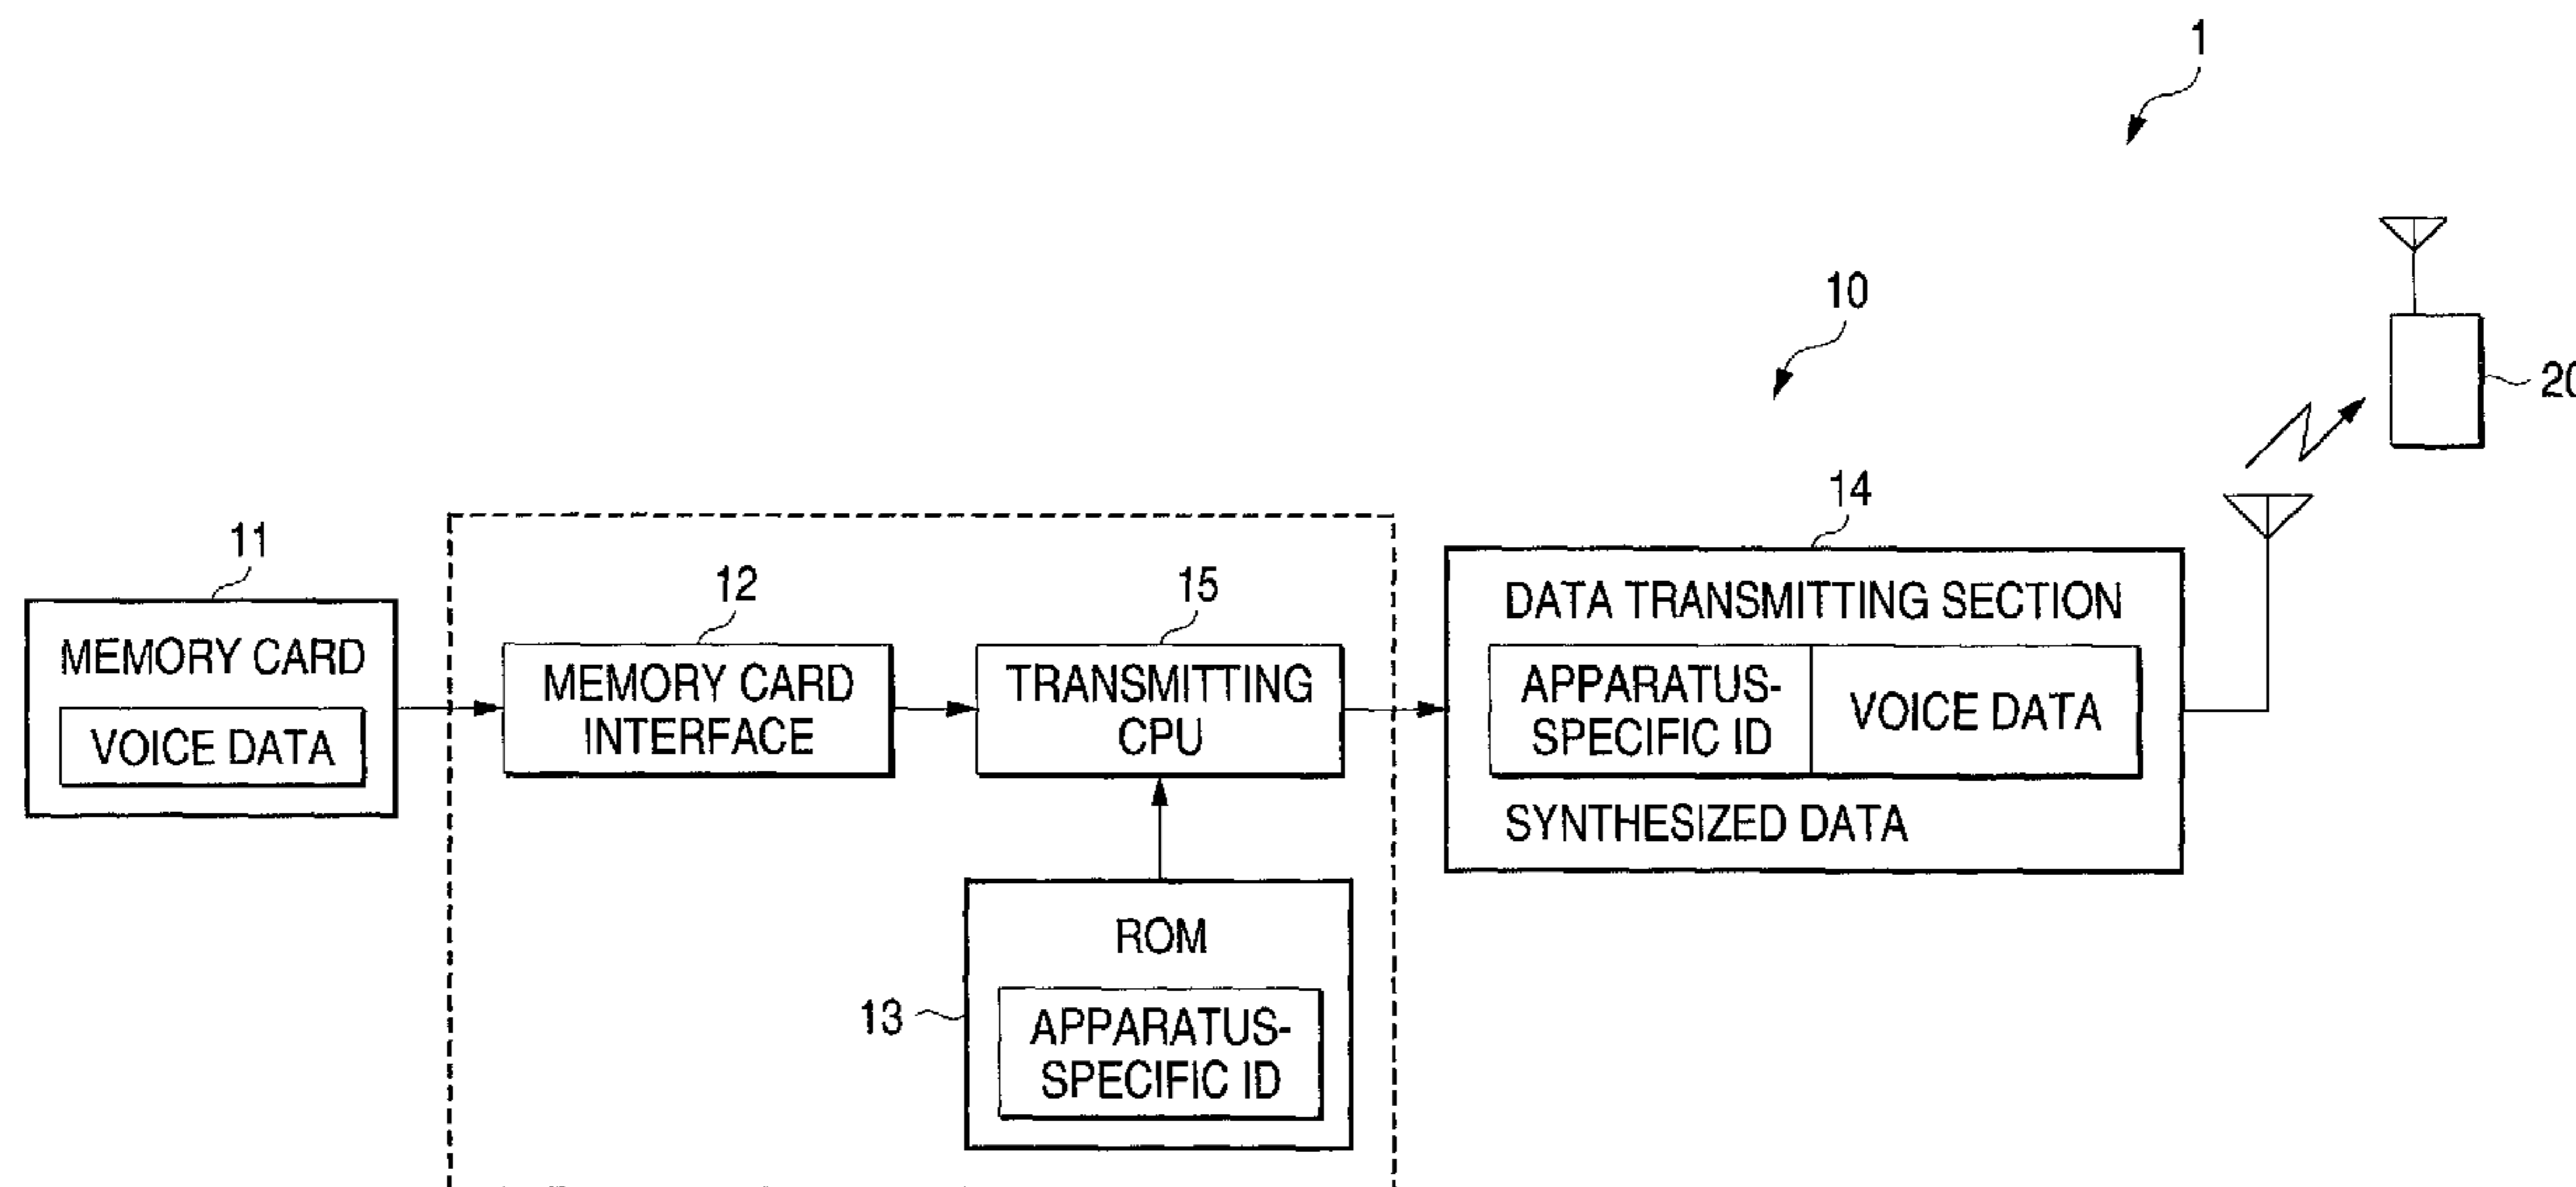 1
10
20
14
11
12
15
DATA TRANSMITTING SECTION
MEMORY CARD
VOICE DATA
MEMORY CARD
INTERFACE
TRANSMITTING
CPU
APPARATUS-
SPECIFIC ID
VOICE DATA
SYNTHESIZED DATA
ROM
13
APPARATUS-
SPECIFIC ID